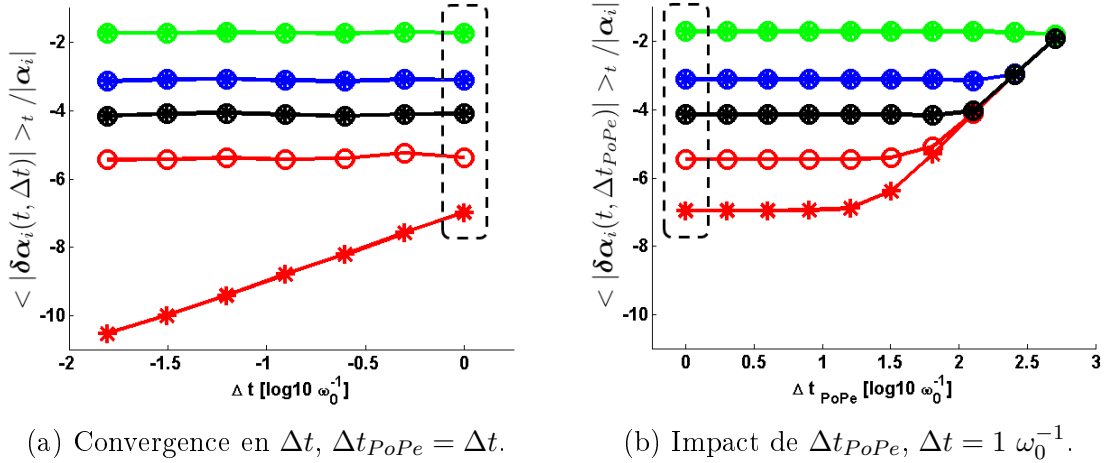 < |δα_i(t, Δt)| >_t /|α_i|
-2
-4
-6
-8
-10
-2 -1.5 -1 -0.5 0
Δ t [log10 ω_0^-1]
(a) Convergence en Δt, Δt_PoPe = Δt.
< |δα_i(t, Δt_PoPe)| >_t /|α_i|
-2
-4
-6
-8
-10
0 0.5 1 1.5 2 2.5 3
Δ t_PoPe [log10 ω_0^-1]
(b) Impact de Δt_PoPe, Δt = 1 ω_0^-1.